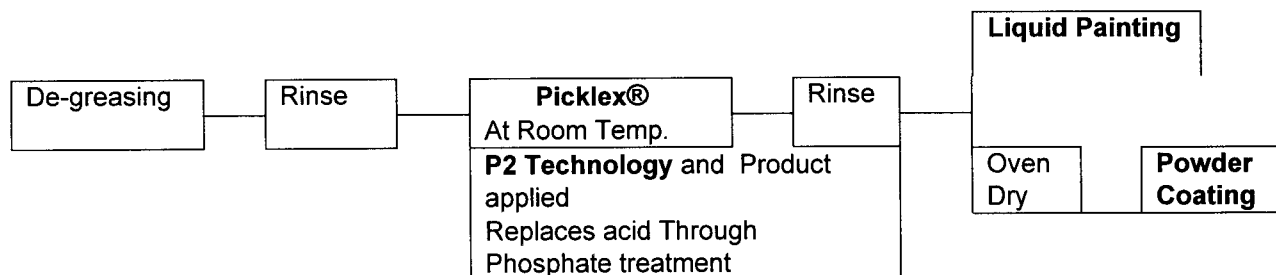 Liquid Painting
De-greasing
Rinse
Picklex®
At Room Temp.
Rinse
P2 Technology and Product
applied
Replaces acid Through
Phosphate treatment
Oven
Dry
Powder
Coating